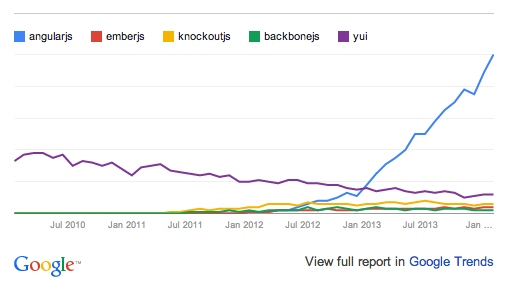 angularjs emberjs knockoutjs backbonejs yui
Jul 2010 Jan 2011 Jul 2011 Jan 2012 Jul 2012 Jan 2013 Jul 2013 Jan ...
Google™ View full report in Google Trends